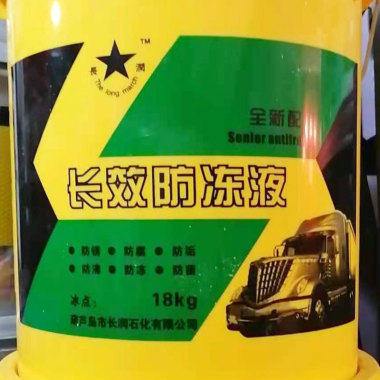 TM
長 潤
The long march
全新配
Senior antifre
长效防冻液
防锈 防腐 防垢
防沸 防冻 防菌
冰点: 18kg
葫芦岛市长润石化有限公司